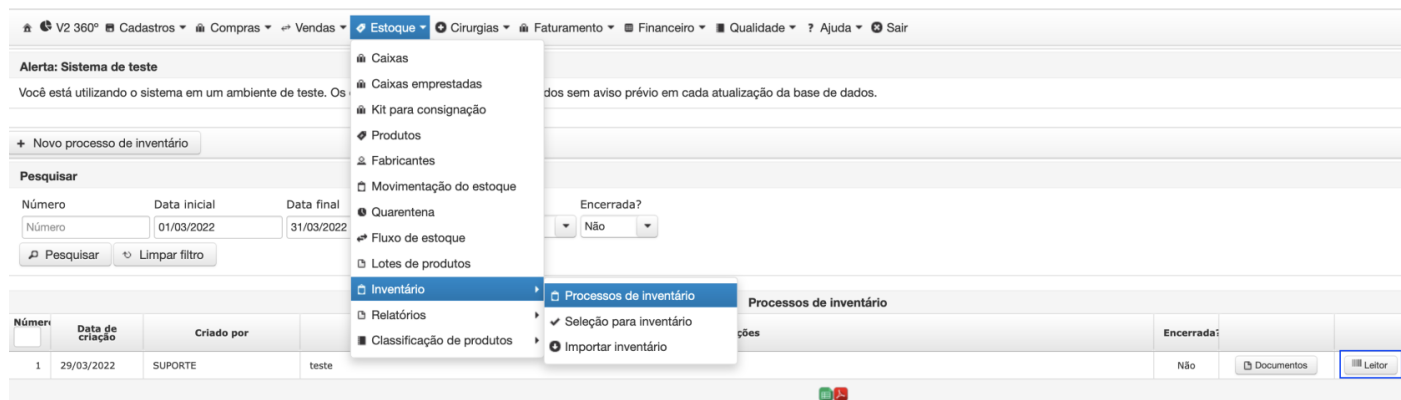 V2 360º Cadastros Compras Vendas Estoque Cirurgias Faturamento Financeiro Qualidade ? Ajuda Sair
Alerta: Sistema de teste
Você está utilizando o sistema em um ambiente de teste. Os
dos sem aviso prévio em cada atualização da base de dados.
+ Novo processo de inventário
Pesquisar
Número Data inicial Data final Encerrada?
Número 01/03/2022 31/03/2022 Não
Pesquisar Limpar filtro
Caixas
Caixas emprestadas
Kit para consignação
Produtos
Fabricantes
Movimentação do estoque
Quarentena
Fluxo de estoque
Lotes de produtos
Inventário
Relatórios
Classificação de produtos
Processos de inventário
Seleção para inventário
Importar inventário
Processos de inventário
Número Data de criação Criado por ções Encerrada?
1 29/03/2022 SUPORTE teste Não Documentos Leitor